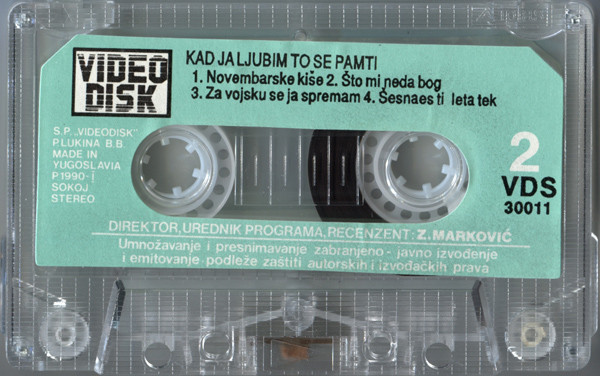 VIDEO
DISK
KAD JA LJUBIM TO SE PAMTI
1. Novembarske kiše 2. Što mi neda bog
3. Za vojsku se ja spremam 4. Šesnaes ti leta tek
S.P. „VIDEODISK”
P.LUKINA B.B.
MADE IN
YUGOSLAVIA
P 1990-I
SOKOJ
STEREO
2
VDS
30011
DIREKTOR, UREDNIK PROGRAMA, RECENZENT: Z. MARKOVIĆ
Umnožavanje i presnimavanje zabranjeno - javno izvođenje
i emitovanje podleže zaštiti autorskih i izvođačkih prava